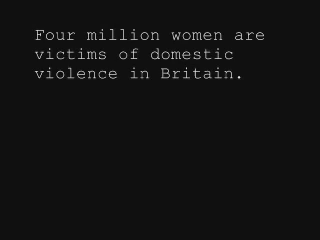 Four million women are
victims of domestic
violence in Britain.